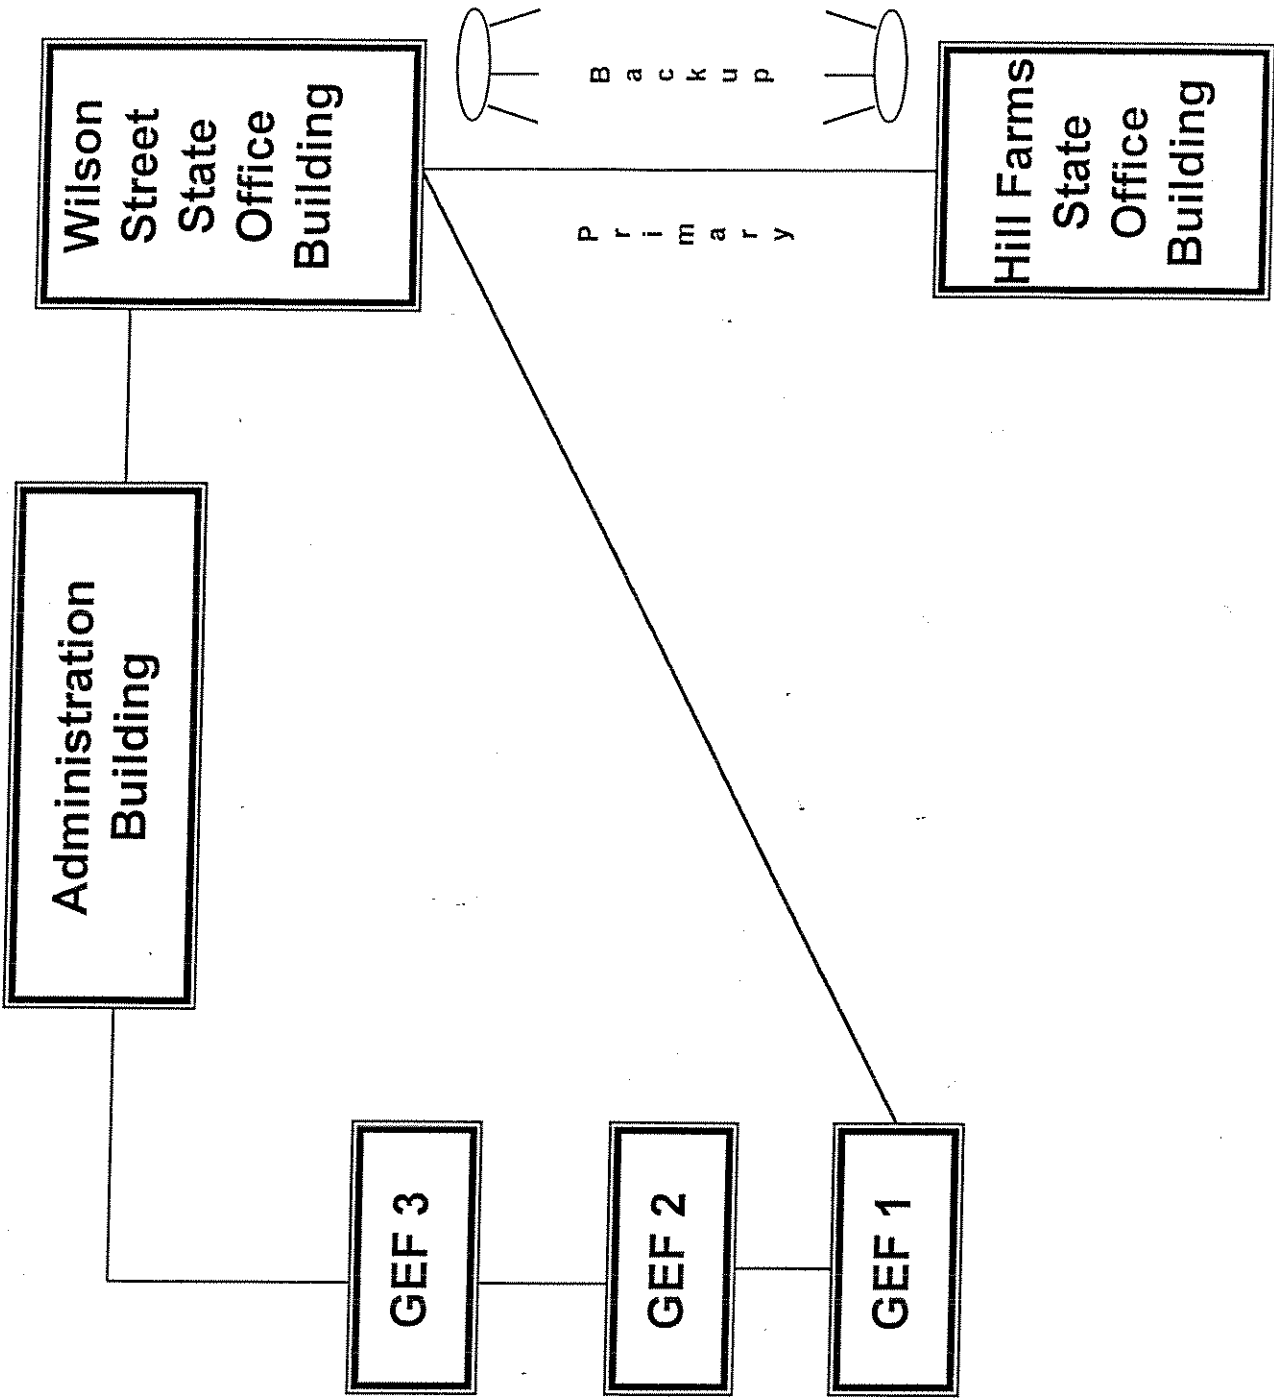 Administration
Building
Wilson
Street
State
Office
Building
GEF 3
GEF 2
GEF 1
Primary
Backup
Hill Farms
State
Office
Building